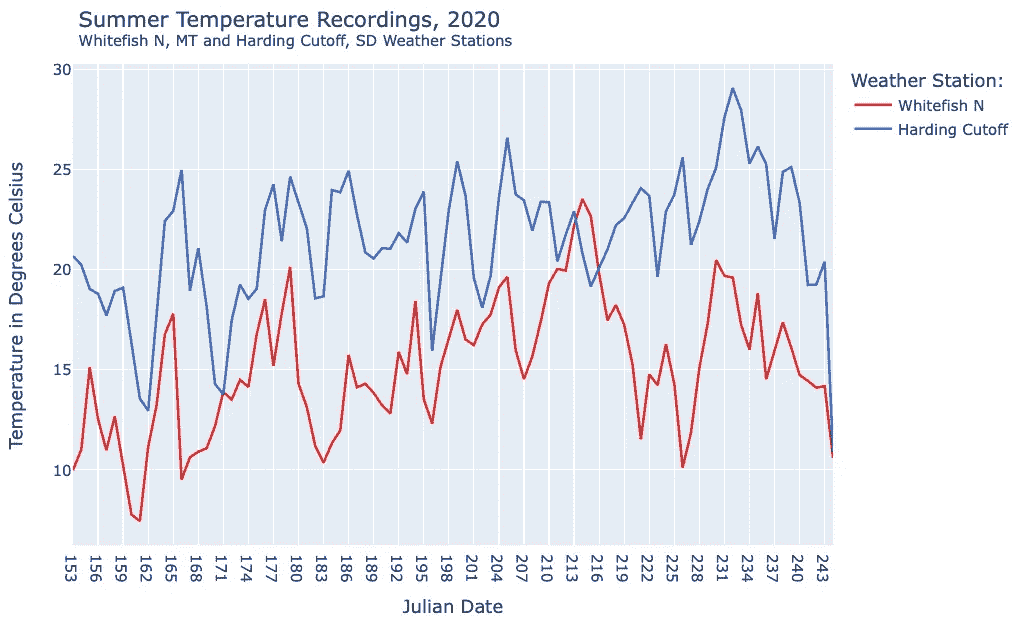 Summer Temperature Recordings, 2020
Whitefish N, MT and Harding Cutoff, SD Weather Stations
Weather Station:
Whitefish N
Harding Cutoff
Temperature in Degrees Celsius
30
25
20
15
10
153 156 159 162 165 168 171 174 177 180 183 186 189 192 195 198 201 204 207 210 213 216 219 222 225 228 231 234 237 240 243
Julian Date